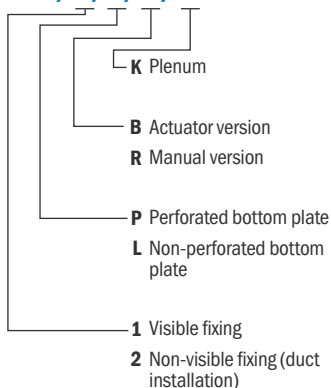 K Plenum
B Actuator version
R Manual version
P Perforated bottom plate
L Non-perforated bottom
plate
1 Visible fixing
2 Non-visible fixing (duct
installation)